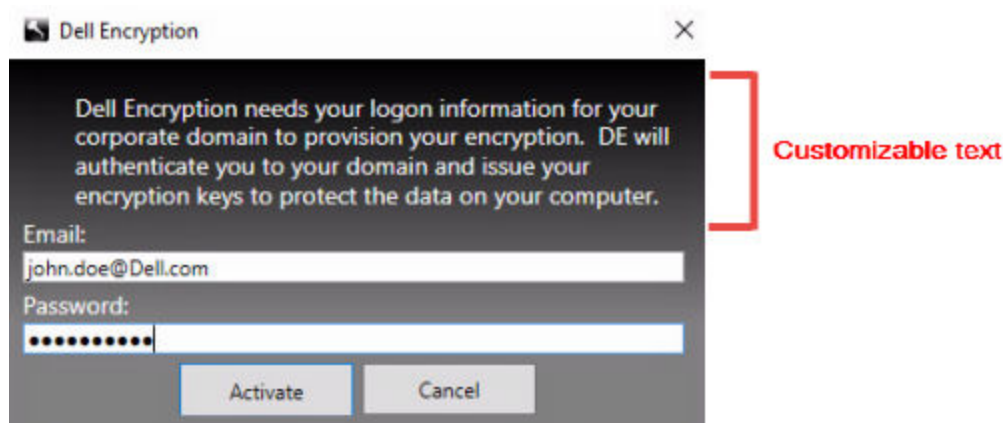 Dell Encryption
Dell Encryption needs your logon information for your
corporate domain to provision your encryption.  DE will
authenticate you to your domain and issue your
encryption keys to protect the data on your computer.
Customizable text
Email:
john.doe@Dell.com
Password:
••••••••••
Activate
Cancel